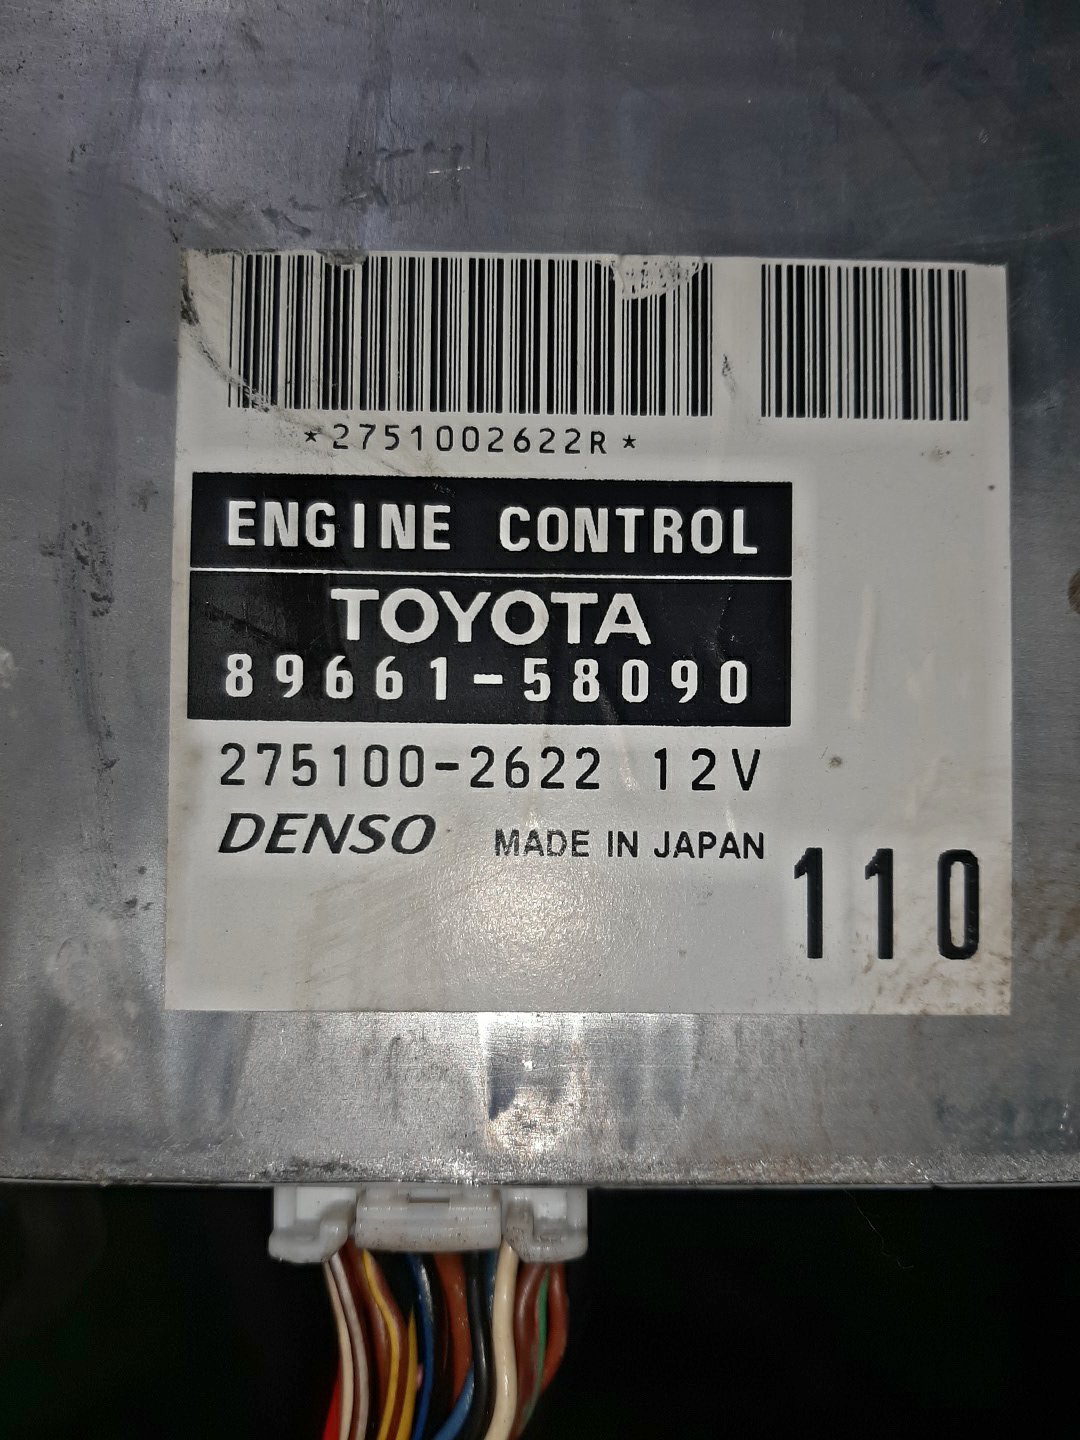 *2751002622R*
ENGINE CONTROL
TOYOTA
89661-58090
275100-2622 12V
DENSO MADE IN JAPAN
110